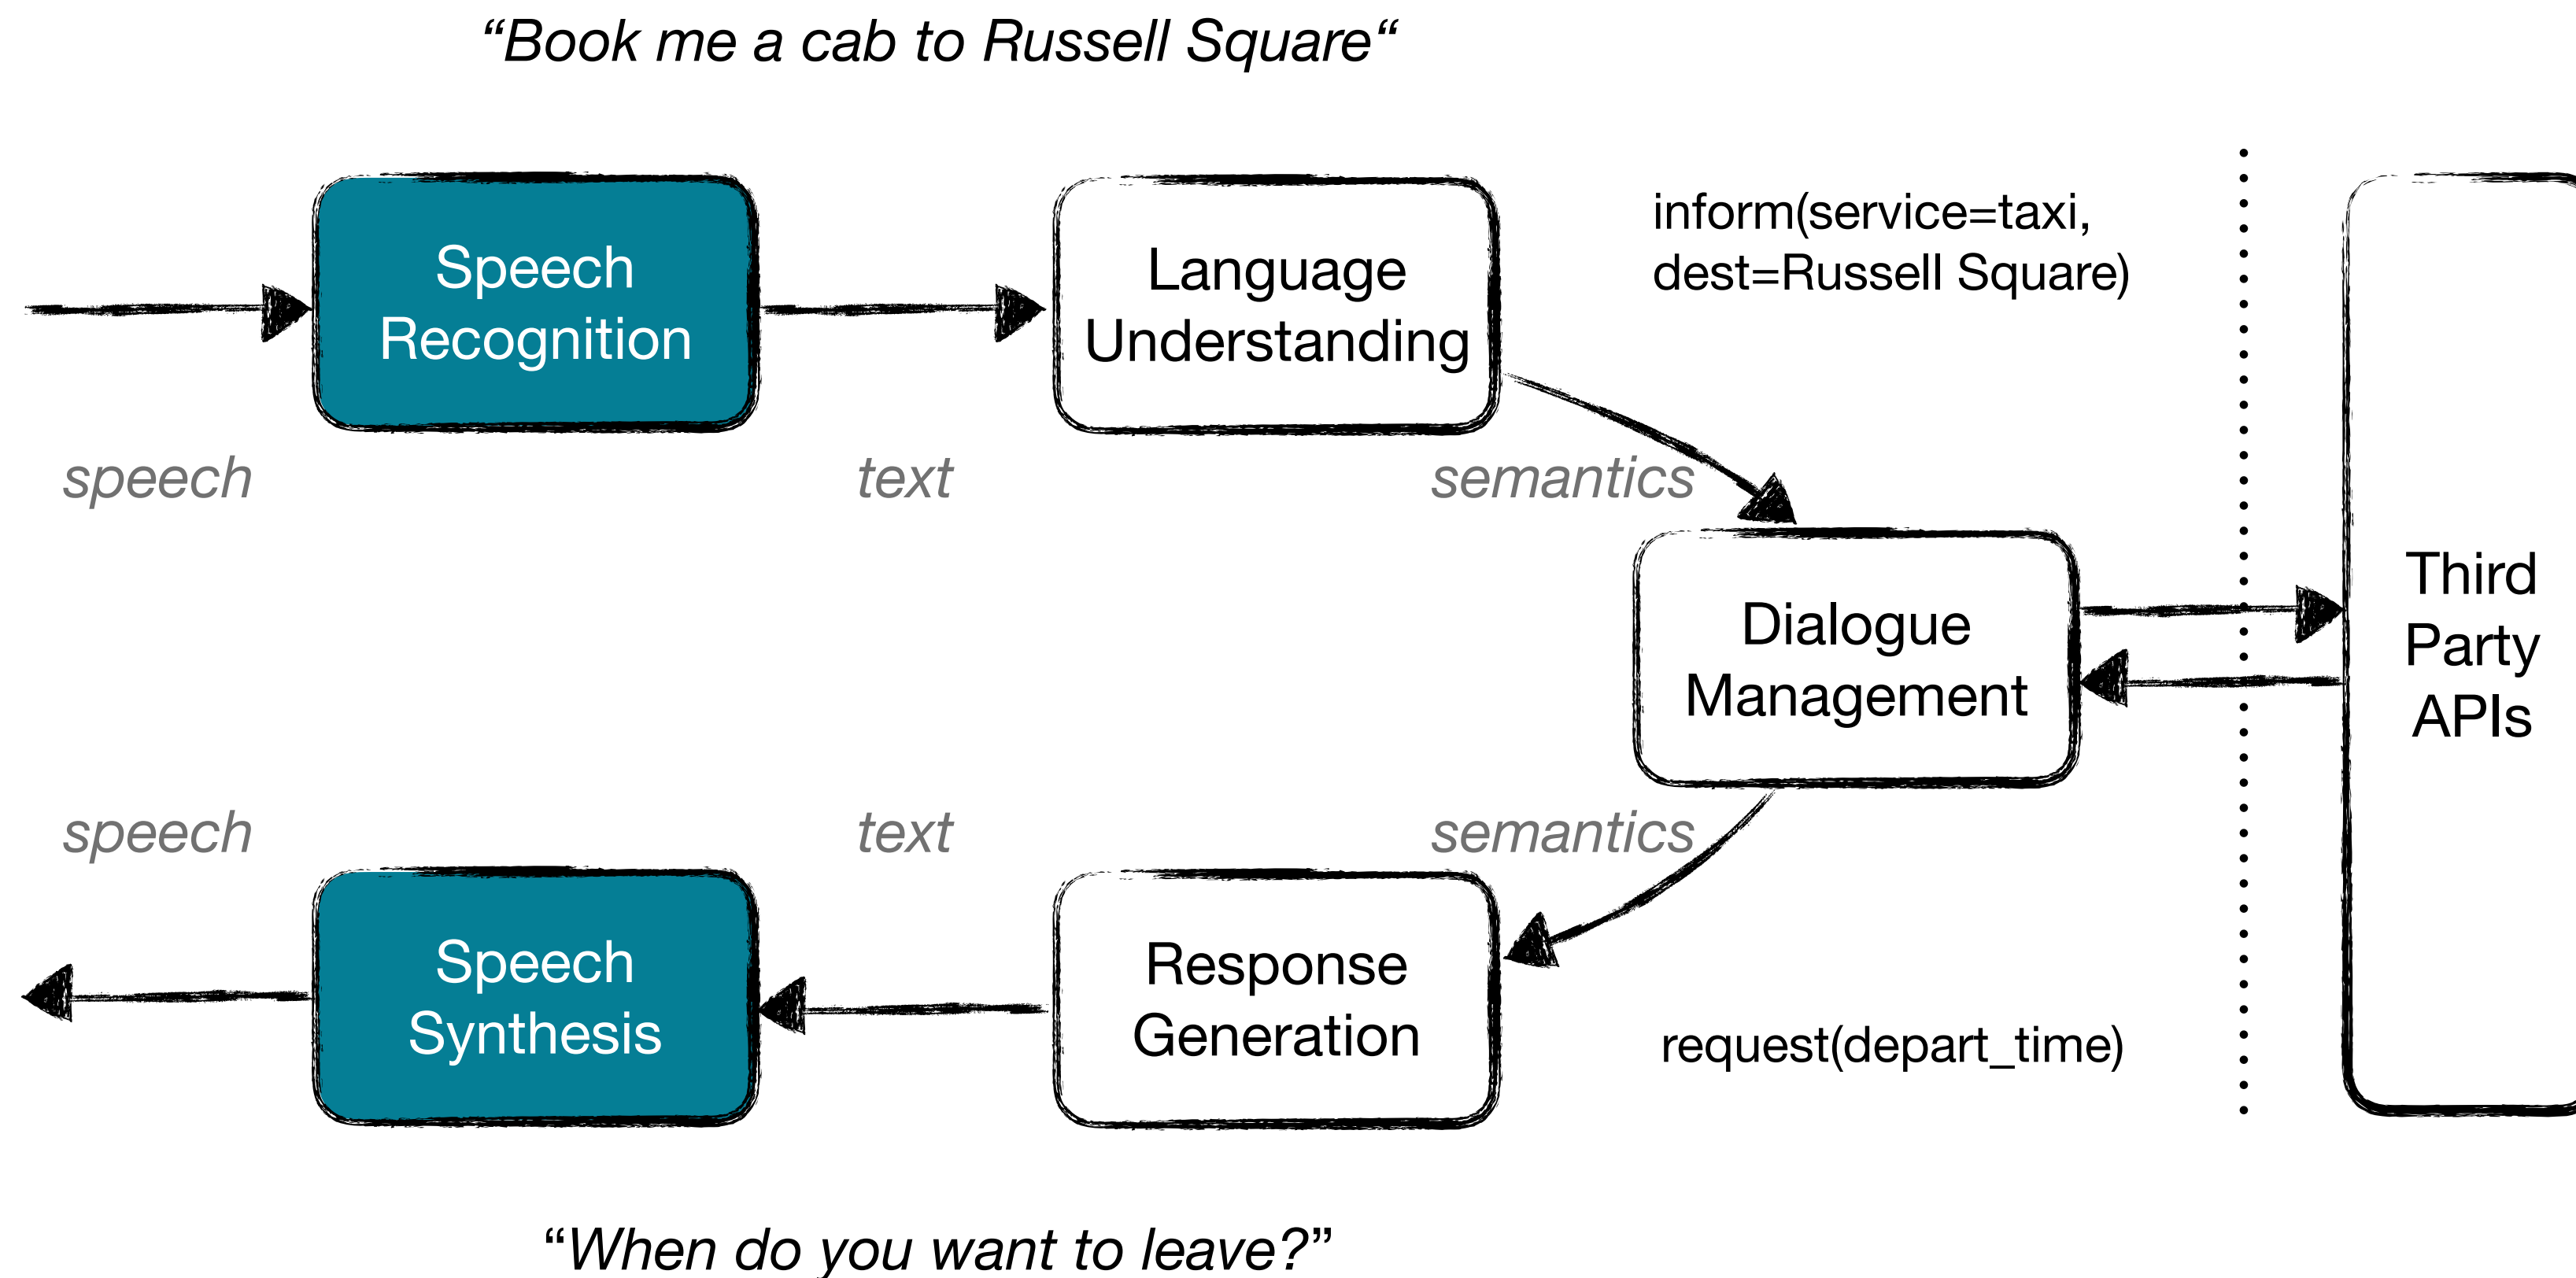 “Book me a cab to Russell Square“
Speech
Recognition
Language
Understanding
inform(service=taxi,
dest=Russell Square)
speech
text
semantics
Dialogue
Management
Third
Party
APIs
speech
text
semantics
Speech
Synthesis
Response
Generation
request(depart_time)
“When do you want to leave?”